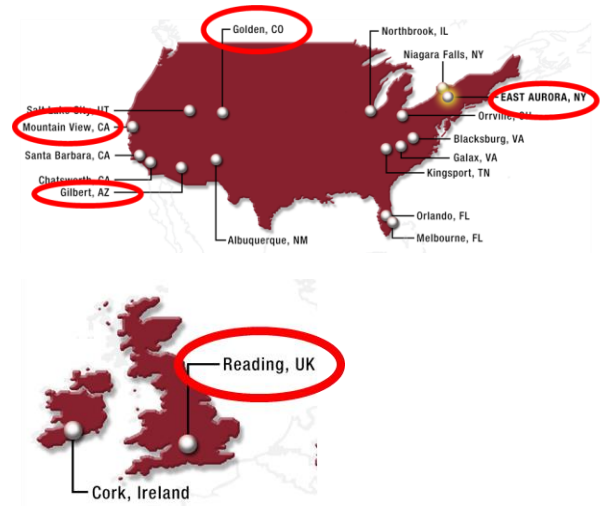 Golden, CO
Northbrook, IL
Niagara Falls, NY
EAST AURORA, NY
Salt Lake City, UT
Orrville, OH
Mountain View, CA
Blacksburg, VA
Santa Barbara, CA
Galax, VA
Chatsworth, CA
Kingsport, TN
Gilbert, AZ
Orlando, FL
Albuquerque, NM
Melbourne, FL
Reading, UK
Cork, Ireland